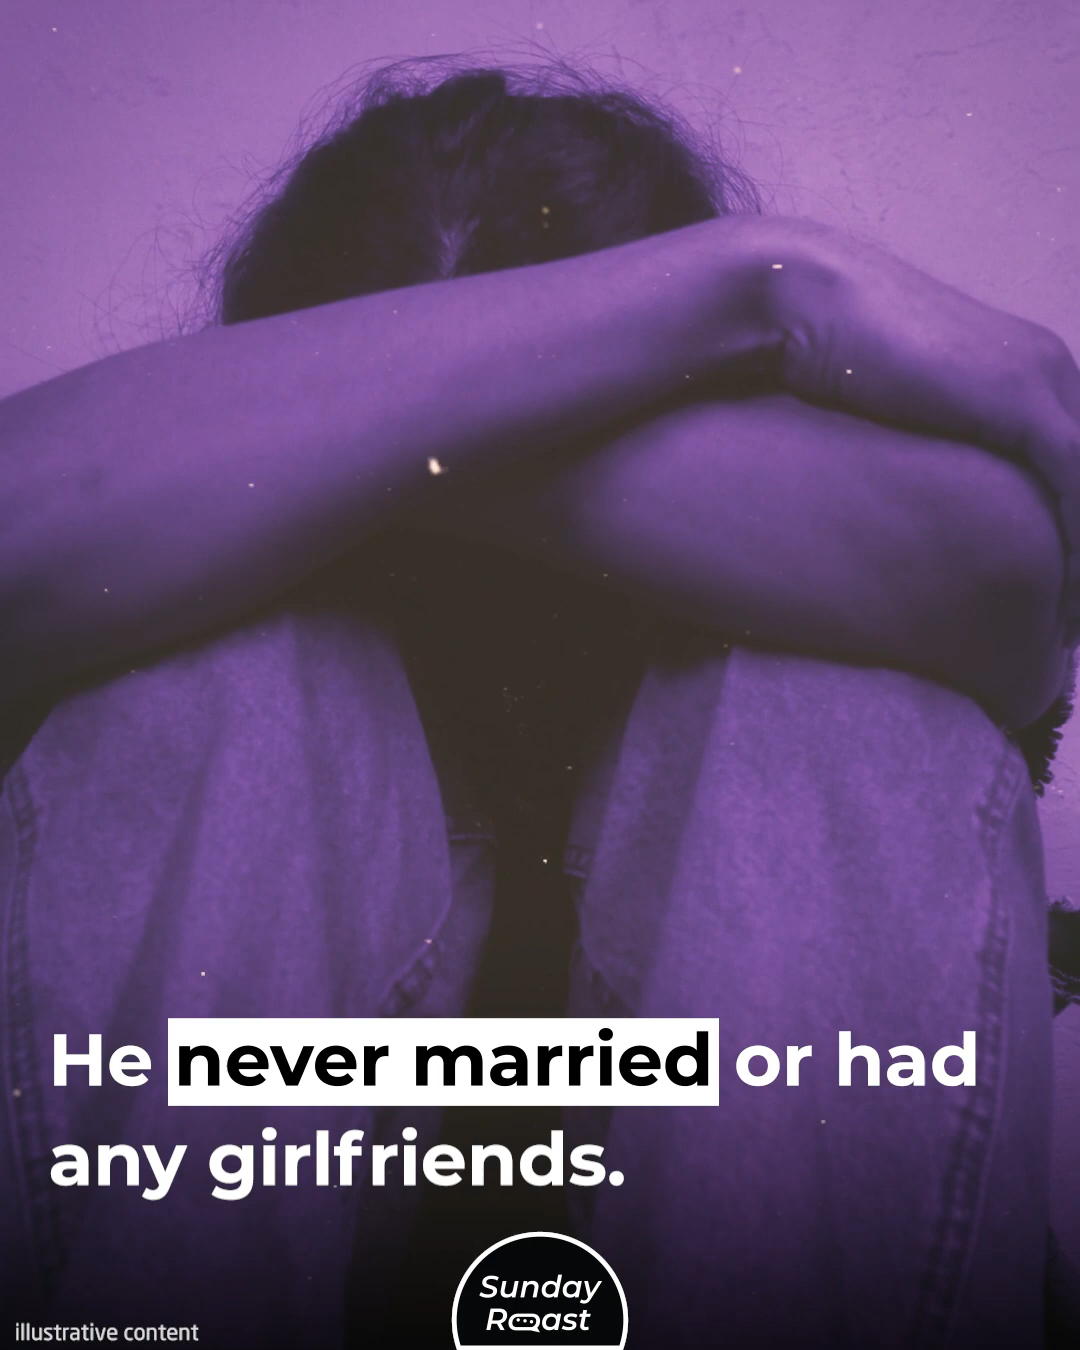 He never married or had
any girlfriends.
Sunday
Roast
illustrative content